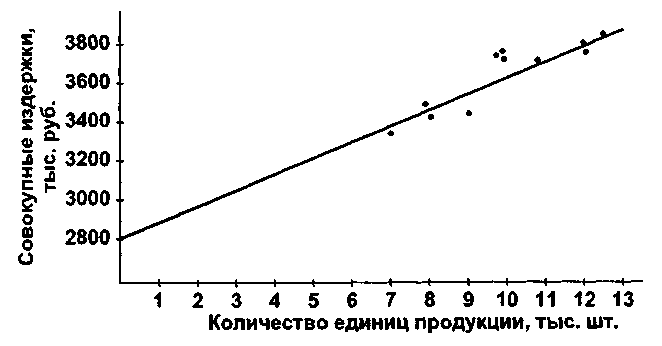 Совокупные издержки,
тыс. руб.
3800
3600
3400
3200
3000
2800
1 2 3 4 5 6 7 8 9 10 11 12 13
Количество единиц продукции, тыс. шт.